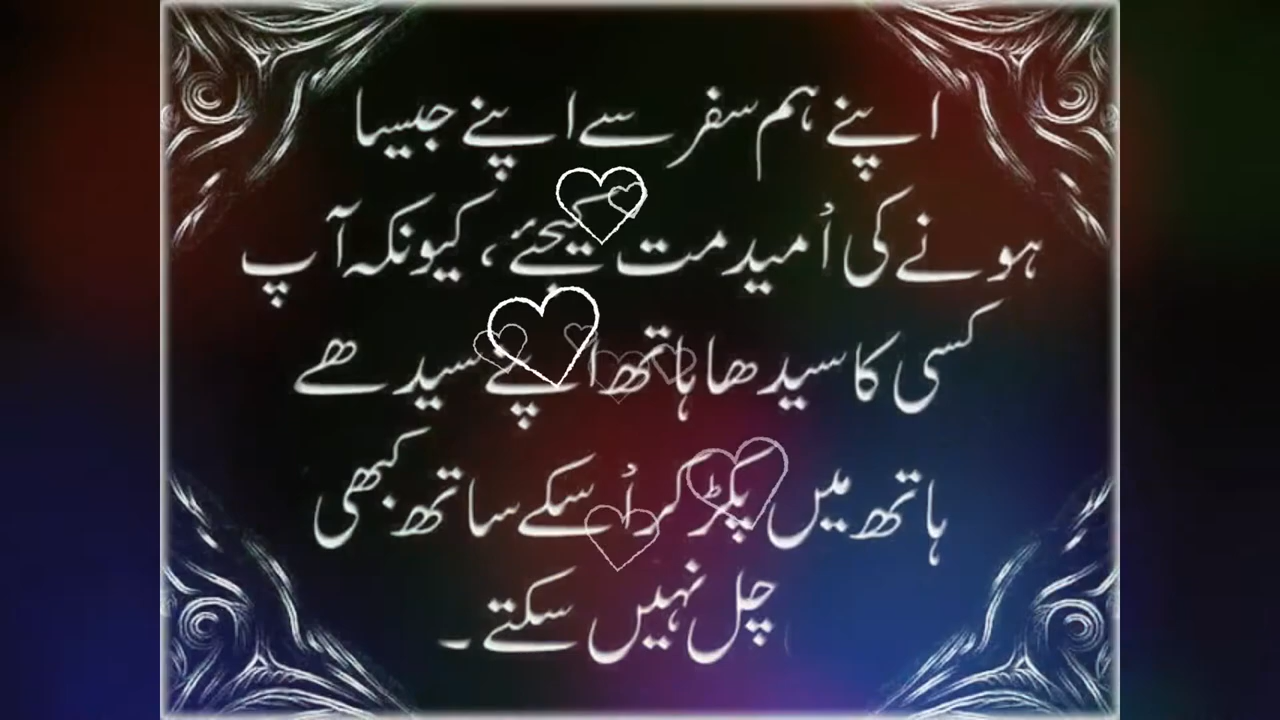 اپنے ہم سفر سے اپنے جیسا
ہونے کی اُمید مت کیجئے، کیونکہ آپ
کسی کا سیدھا ہاتھ اپنے سیدھے
ہاتھ میں پکڑ کر اُسکے ساتھ کبھی
چل نہیں سکتے۔